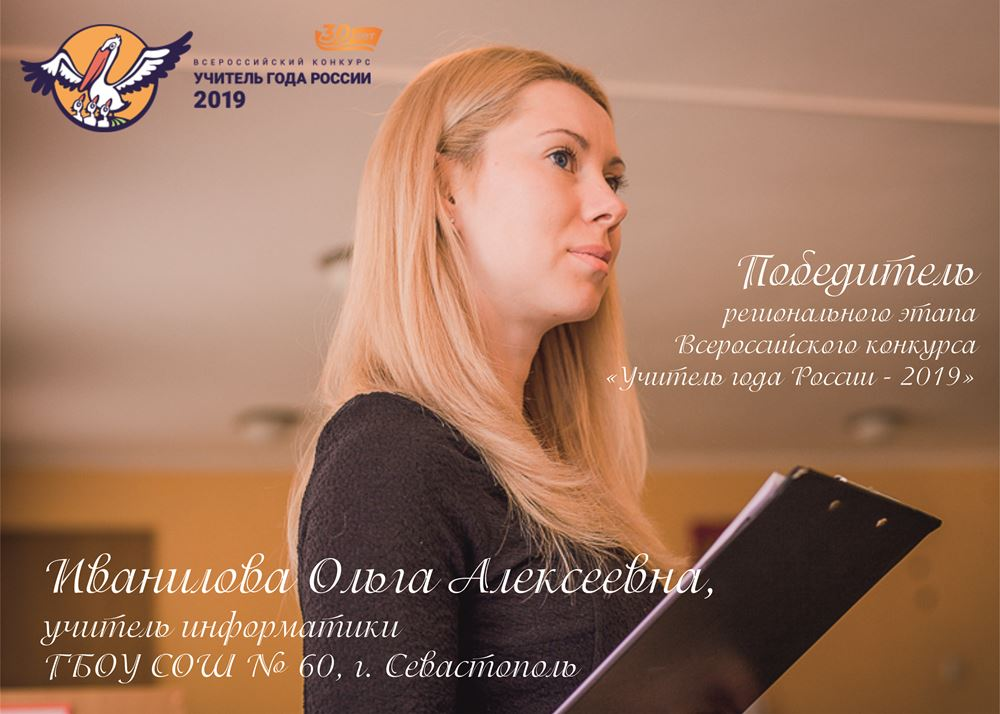 30 лет
ВСЕРОССИЙСКИЙ КОНКУРС
УЧИТЕЛЬ ГОДА РОССИИ
2019
Победитель
регионального этапа
Всероссийского конкурса
«Учитель года России - 2019»
Иванилова Ольга Алексеевна,
учитель информатики
ГБОУ СОШ № 60, г. Севастополь